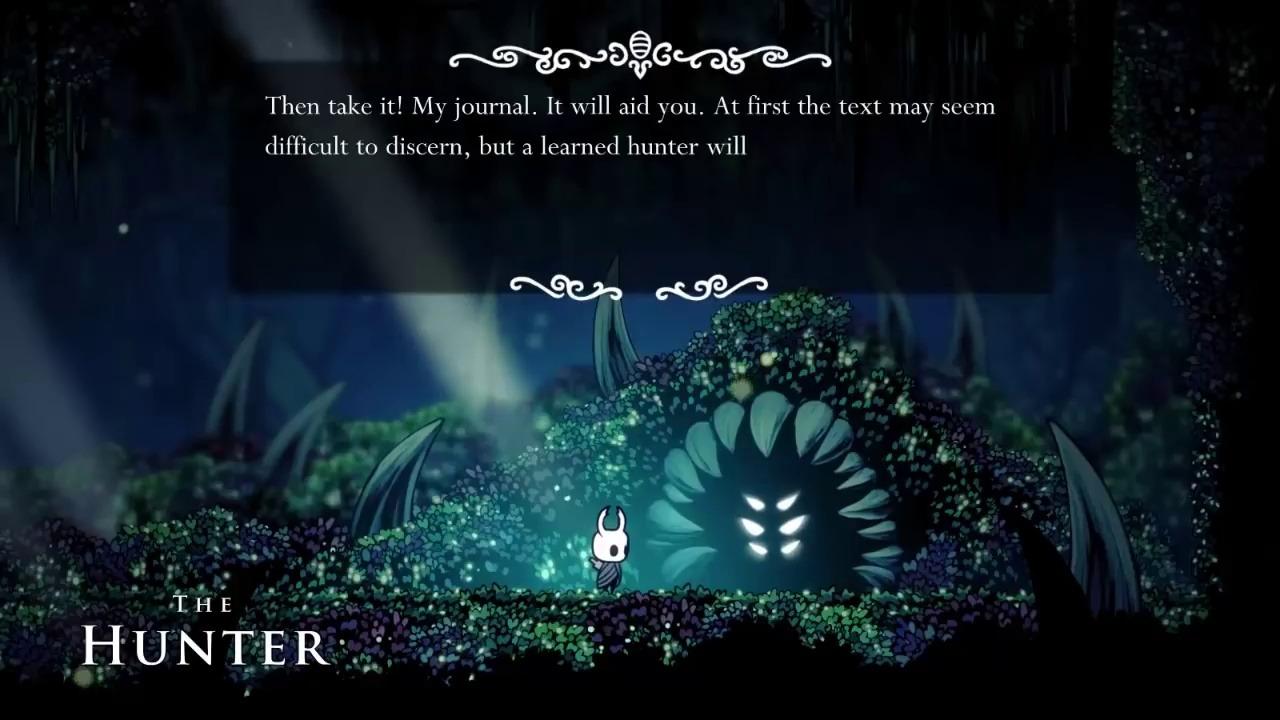 Then take it! My journal. It will aid you. At first the text may seem
difficult to discern, but a learned hunter will
THE
HUNTER